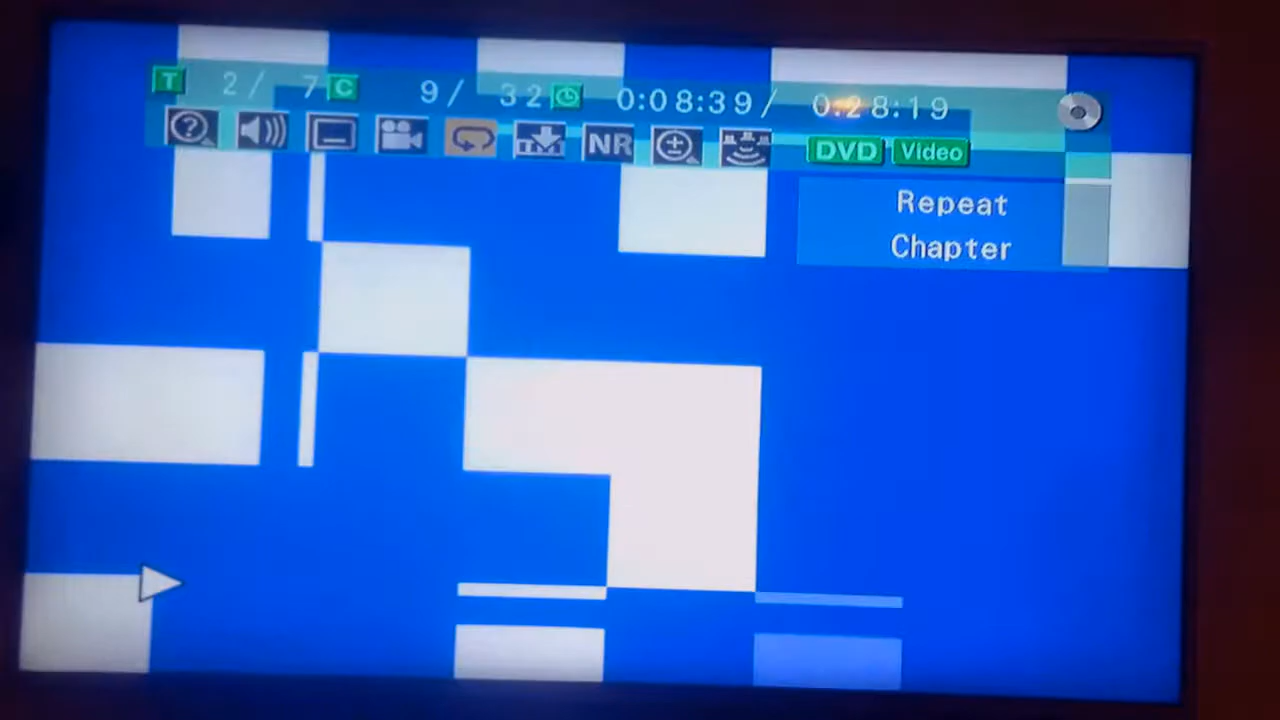 T 2/ 7 C 9/ 32 0:08:39/ 0:28:19
? NR ± DVD Video
Repeat
Chapter